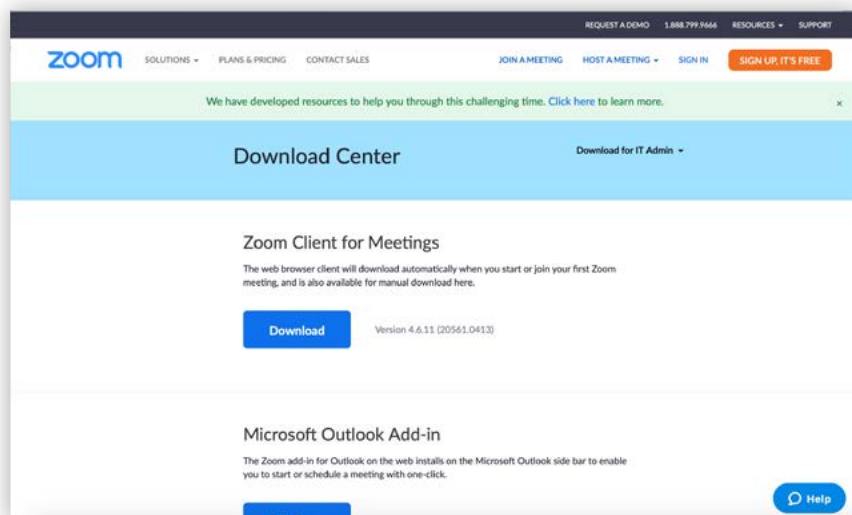 REQUEST A DEMO 1.888.799.9666 RESOURCES SUPPORT
zoom SOLUTIONS PLANS & PRICING CONTACT SALES JOIN A MEETING HOST A MEETING SIGN IN SIGN UP, IT'S FREE
We have developed resources to help you through this challenging time. Click here to learn more. ×
Download Center Download for IT Admin
Zoom Client for Meetings
The web browser client will download automatically when you start or join your first Zoom
meeting, and is also available for manual download here.
Download Version 4.6.11 (20561.0413)
Microsoft Outlook Add-in
The Zoom add-in for Outlook on the web installs on the Microsoft Outlook side bar to enable
you to start or schedule a meeting with one-click.
Help